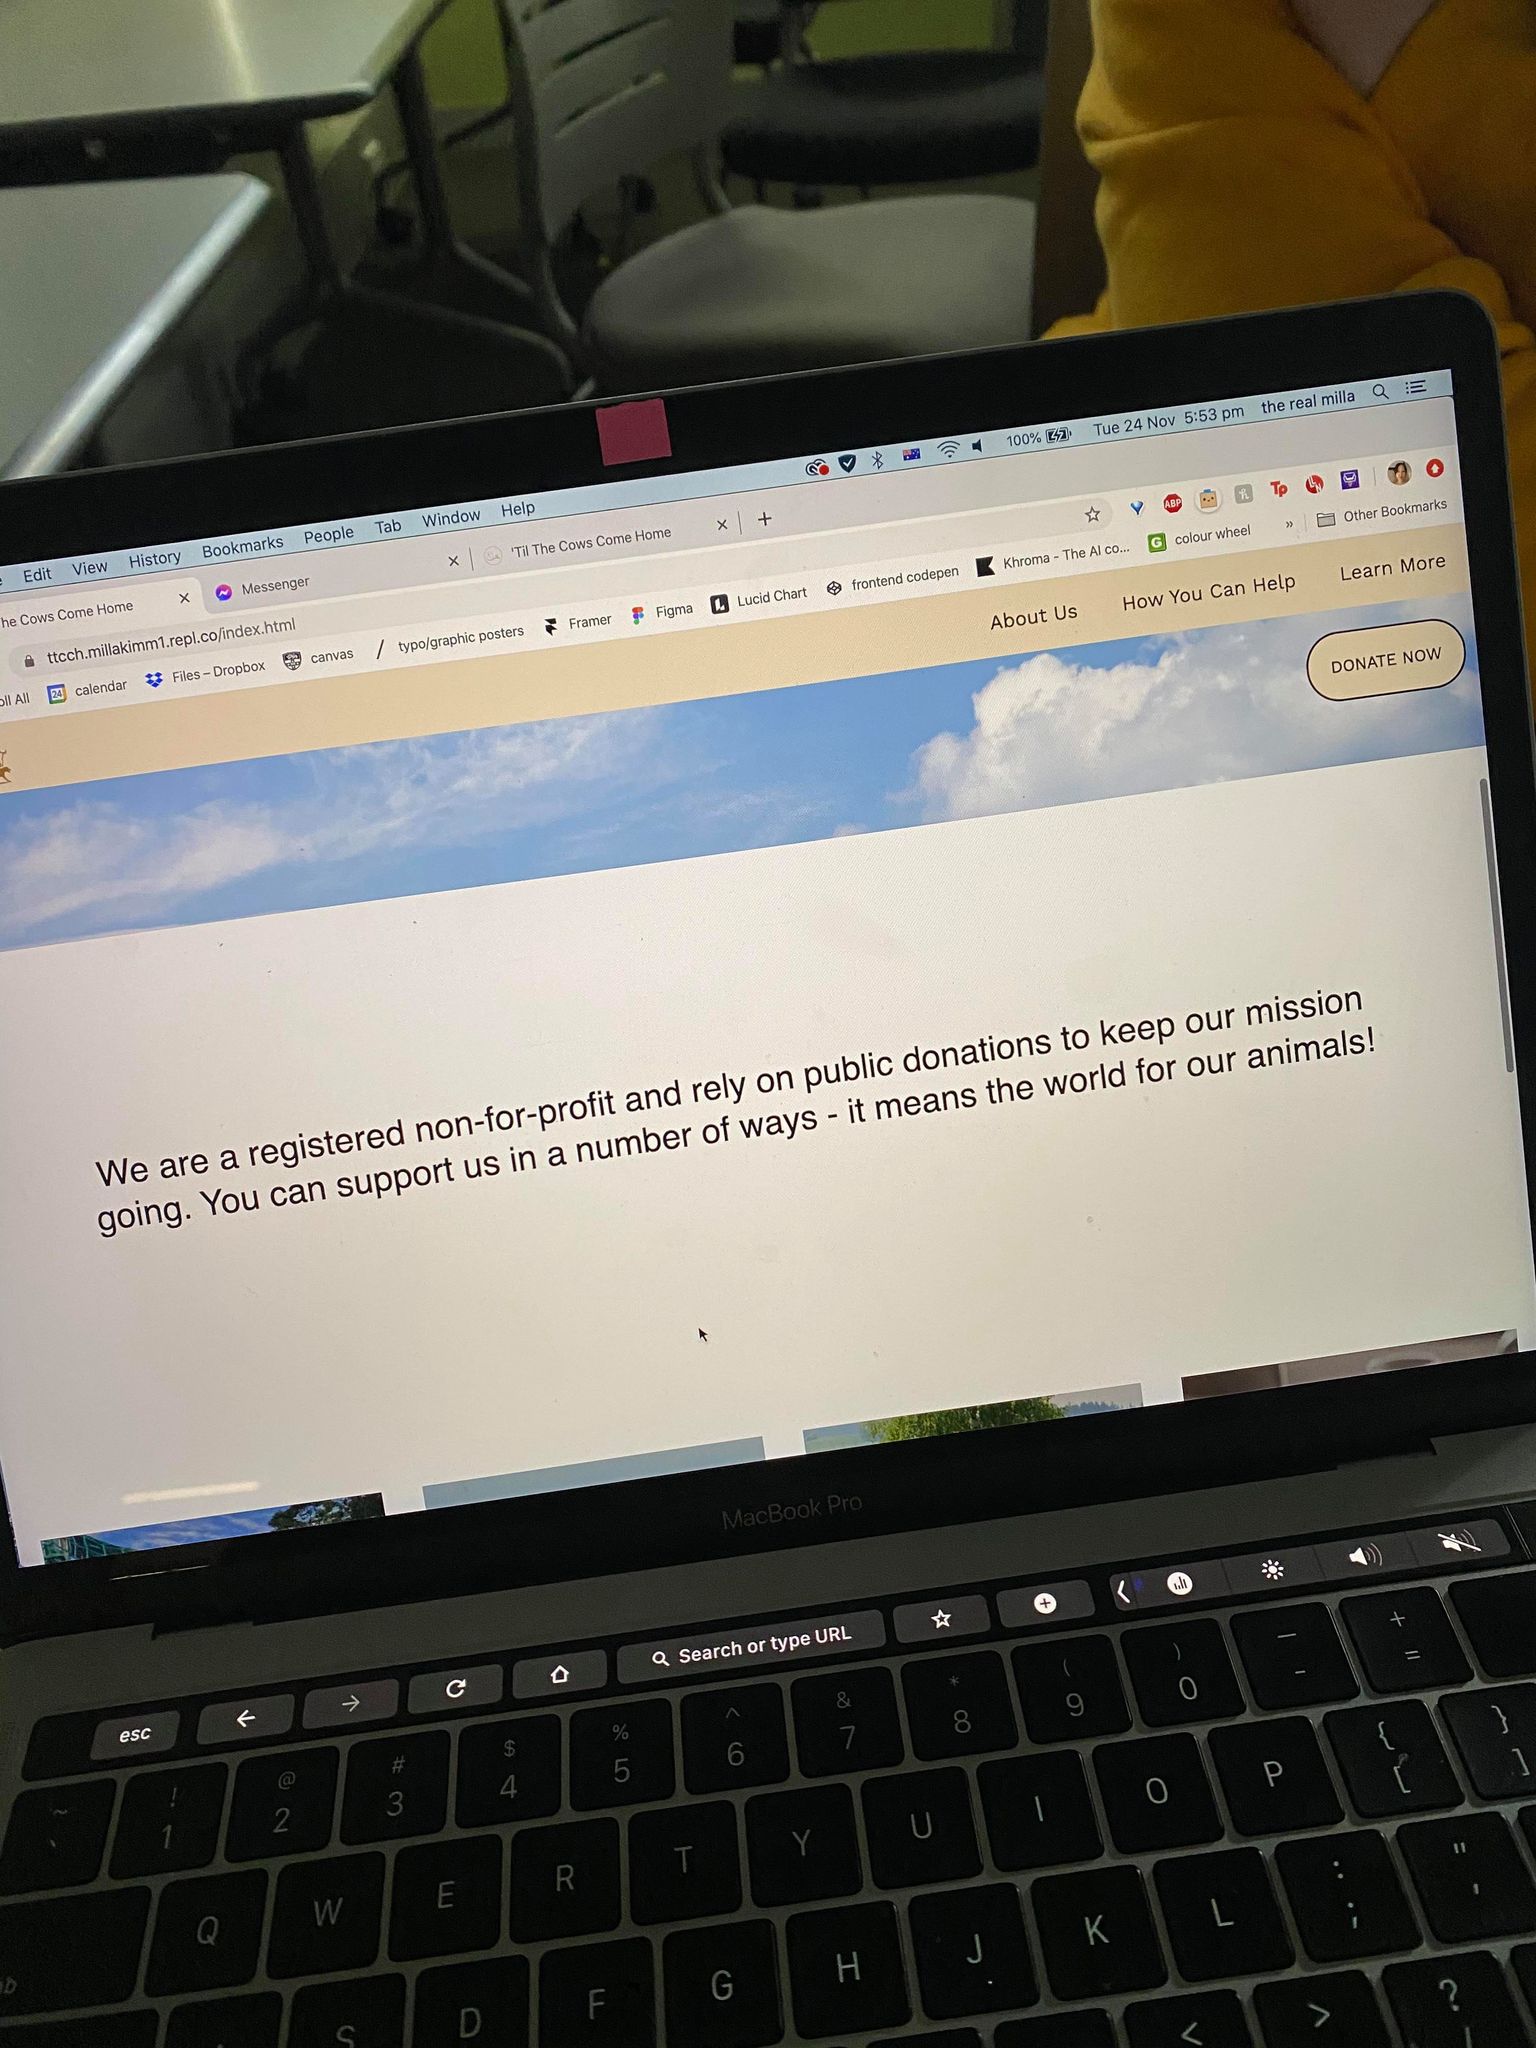 Edit View History Bookmarks People Tab Window Help 100% Tue 24 Nov 5:53 pm the real milla
he Cows Come Home Messenger 'Til The Cows Come Home
ttcch.millakimm1.repl.co/index.html ABP Tp
oll All 24 calendar Files – Dropbox canvas typo/graphic posters Framer Figma Lucid Chart frontend codepen Khroma - The AI co... G colour wheel » Other Bookmarks
About Us How You Can Help Learn More
DONATE NOW
We are a registered non-for-profit and rely on public donations to keep our mission
going. You can support us in a number of ways - it means the world for our animals!
MacBook Pro
esc Search or type URL
~ ! @ # $ % ^ & * ( ) — +
` 1 2 3 4 5 6 7 8 9 0 - =
Q W E R T Y U I O P { [ } ]
S D F G H J K L : ; " '
< > ?